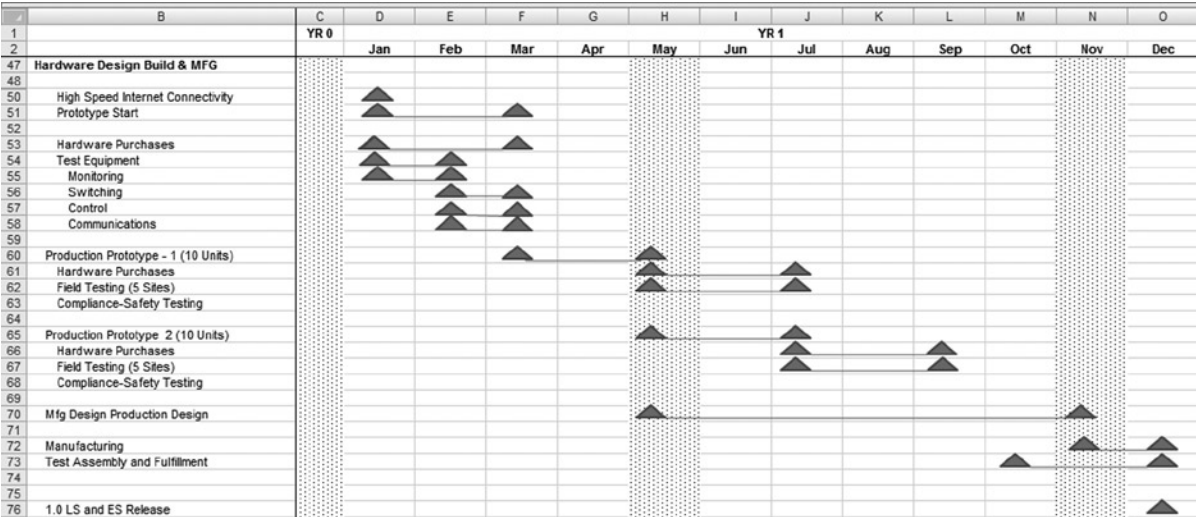 B C D E F G H I J K L M N O
1 YR 0 YR 1
2 Jan Feb Mar Apr May Jun Jul Aug Sep Oct Nov Dec
47 Hardware Design Build & MFG
48
50 High Speed Internet Connectivity
51 Prototype Start
52
53 Hardware Purchases
54 Test Equipment
55 Monitoring
56 Switching
57 Control
58 Communications
59
60 Production Prototype - 1 (10 Units)
61 Hardware Purchases
62 Field Testing (5 Sites)
63 Compliance-Safety Testing
64
65 Production Prototype 2 (10 Units)
66 Hardware Purchases
67 Field Testing (5 Sites)
68 Compliance-Safety Testing
69
70 Mfg Design Production Design
71
72 Manufacturing
73 Test Assembly and Fulfillment
74
75
76 1.0 LS and ES Release